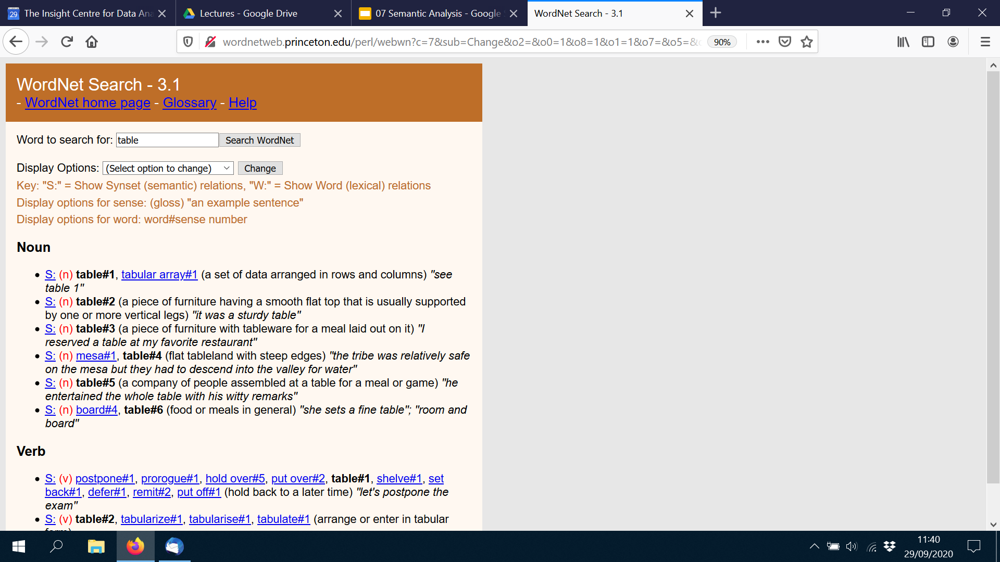 29 The Insight Centre for Data Ana
Lectures - Google Drive
07 Semantic Analysis - Google
WordNet Search - 3.1
wordnetweb.princeton.edu/perl/webwn?c=7&sub=Change&o2=&o0=1&o8=1&o1=1&o7=&o5=&
90%
WordNet Search - 3.1
- WordNet home page - Glossary - Help
Word to search for: table Search WordNet
Display Options: (Select option to change) Change
Key: "S:" = Show Synset (semantic) relations, "W:" = Show Word (lexical) relations
Display options for sense: (gloss) "an example sentence"
Display options for word: word#sense number
Noun
• S: (n) table#1, tabular array#1 (a set of data arranged in rows and columns) "see
table 1"
• S: (n) table#2 (a piece of furniture having a smooth flat top that is usually supported
by one or more vertical legs) "it was a sturdy table"
• S: (n) table#3 (a piece of furniture with tableware for a meal laid out on it) "I
reserved a table at my favorite restaurant"
• S: (n) mesa#1, table#4 (flat tableland with steep edges) "the tribe was relatively safe
on the mesa but they had to descend into the valley for water"
• S: (n) table#5 (a company of people assembled at a table for a meal or game) "he
entertained the whole table with his witty remarks"
• S: (n) board#4, table#6 (food or meals in general) "she sets a fine table"; "room and
board"
Verb
• S: (v) postpone#1, prorogue#1, hold over#5, put over#2, table#1, shelve#1, set
back#1, defer#1, remit#2, put off#1 (hold back to a later time) "let's postpone the
exam"
• S: (v) table#2, tabularize#1, tabularise#1, tabulate#1 (arrange or enter in tabular
11:40
29/09/2020